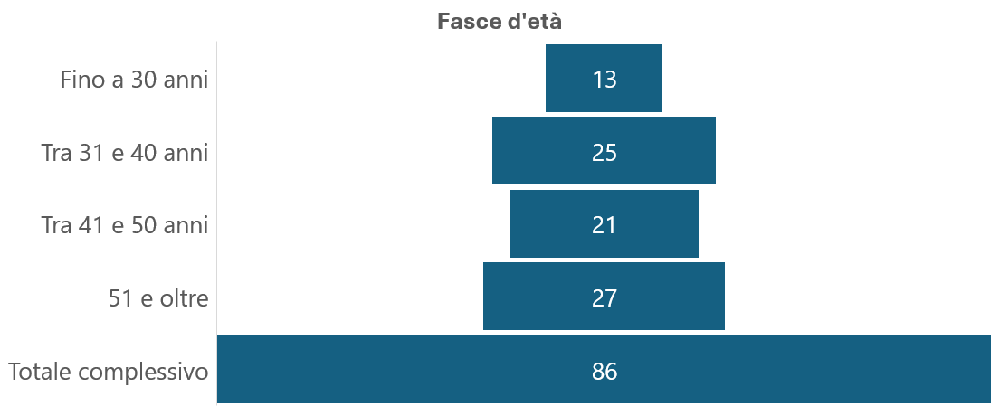 Fasce d'età
Fino a 30 anni 13
Tra 31 e 40 anni 25
Tra 41 e 50 anni 21
51 e oltre 27
Totale complessivo 86